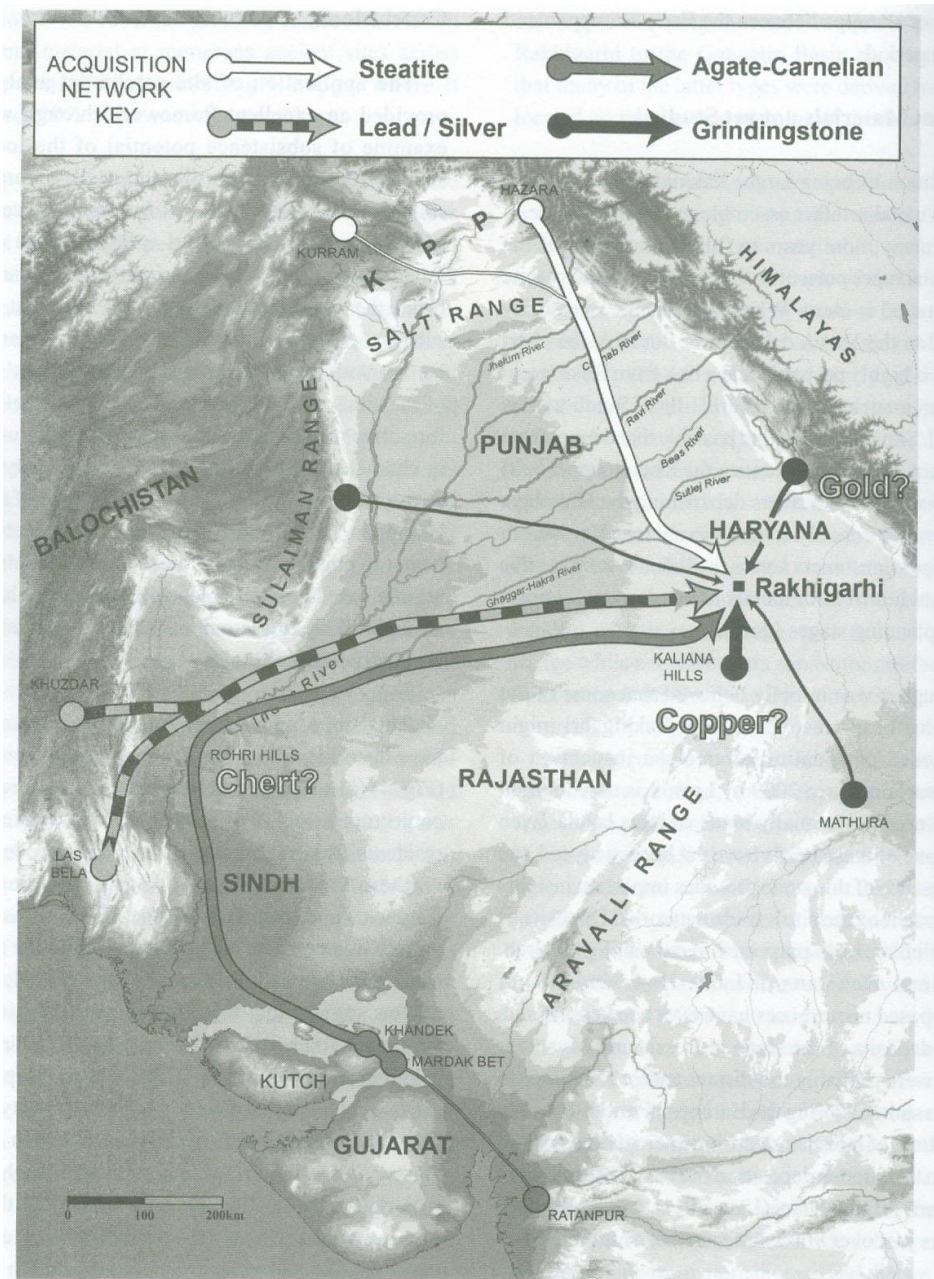 ACQUISITION
NETWORK
KEY
Steatite
Lead / Silver
Agate-Carnelian
Grindingstone
HAZARA
KURRAM
K P P
HIMALAYAS
SALT RANGE
Jhelum River
Chenab River
Ravi River
PUNJAB
Beas River
Sutlej River
SULAIMAN RANGE
BALOCHISTAN
Gold?
HARYANA
Rakhigarhi
Ghaggar-Hakra River
KALIANA
HILLS
KHUZDAR
Indus River
Copper?
ROHRI HILLS
Chert?
RAJASTHAN
MATHURA
LAS
BELA
SINDH
ARAVALLI RANGE
KHANDEK
MARDAK BET
KUTCH
GUJARAT
0 100 200km
RATANPUR